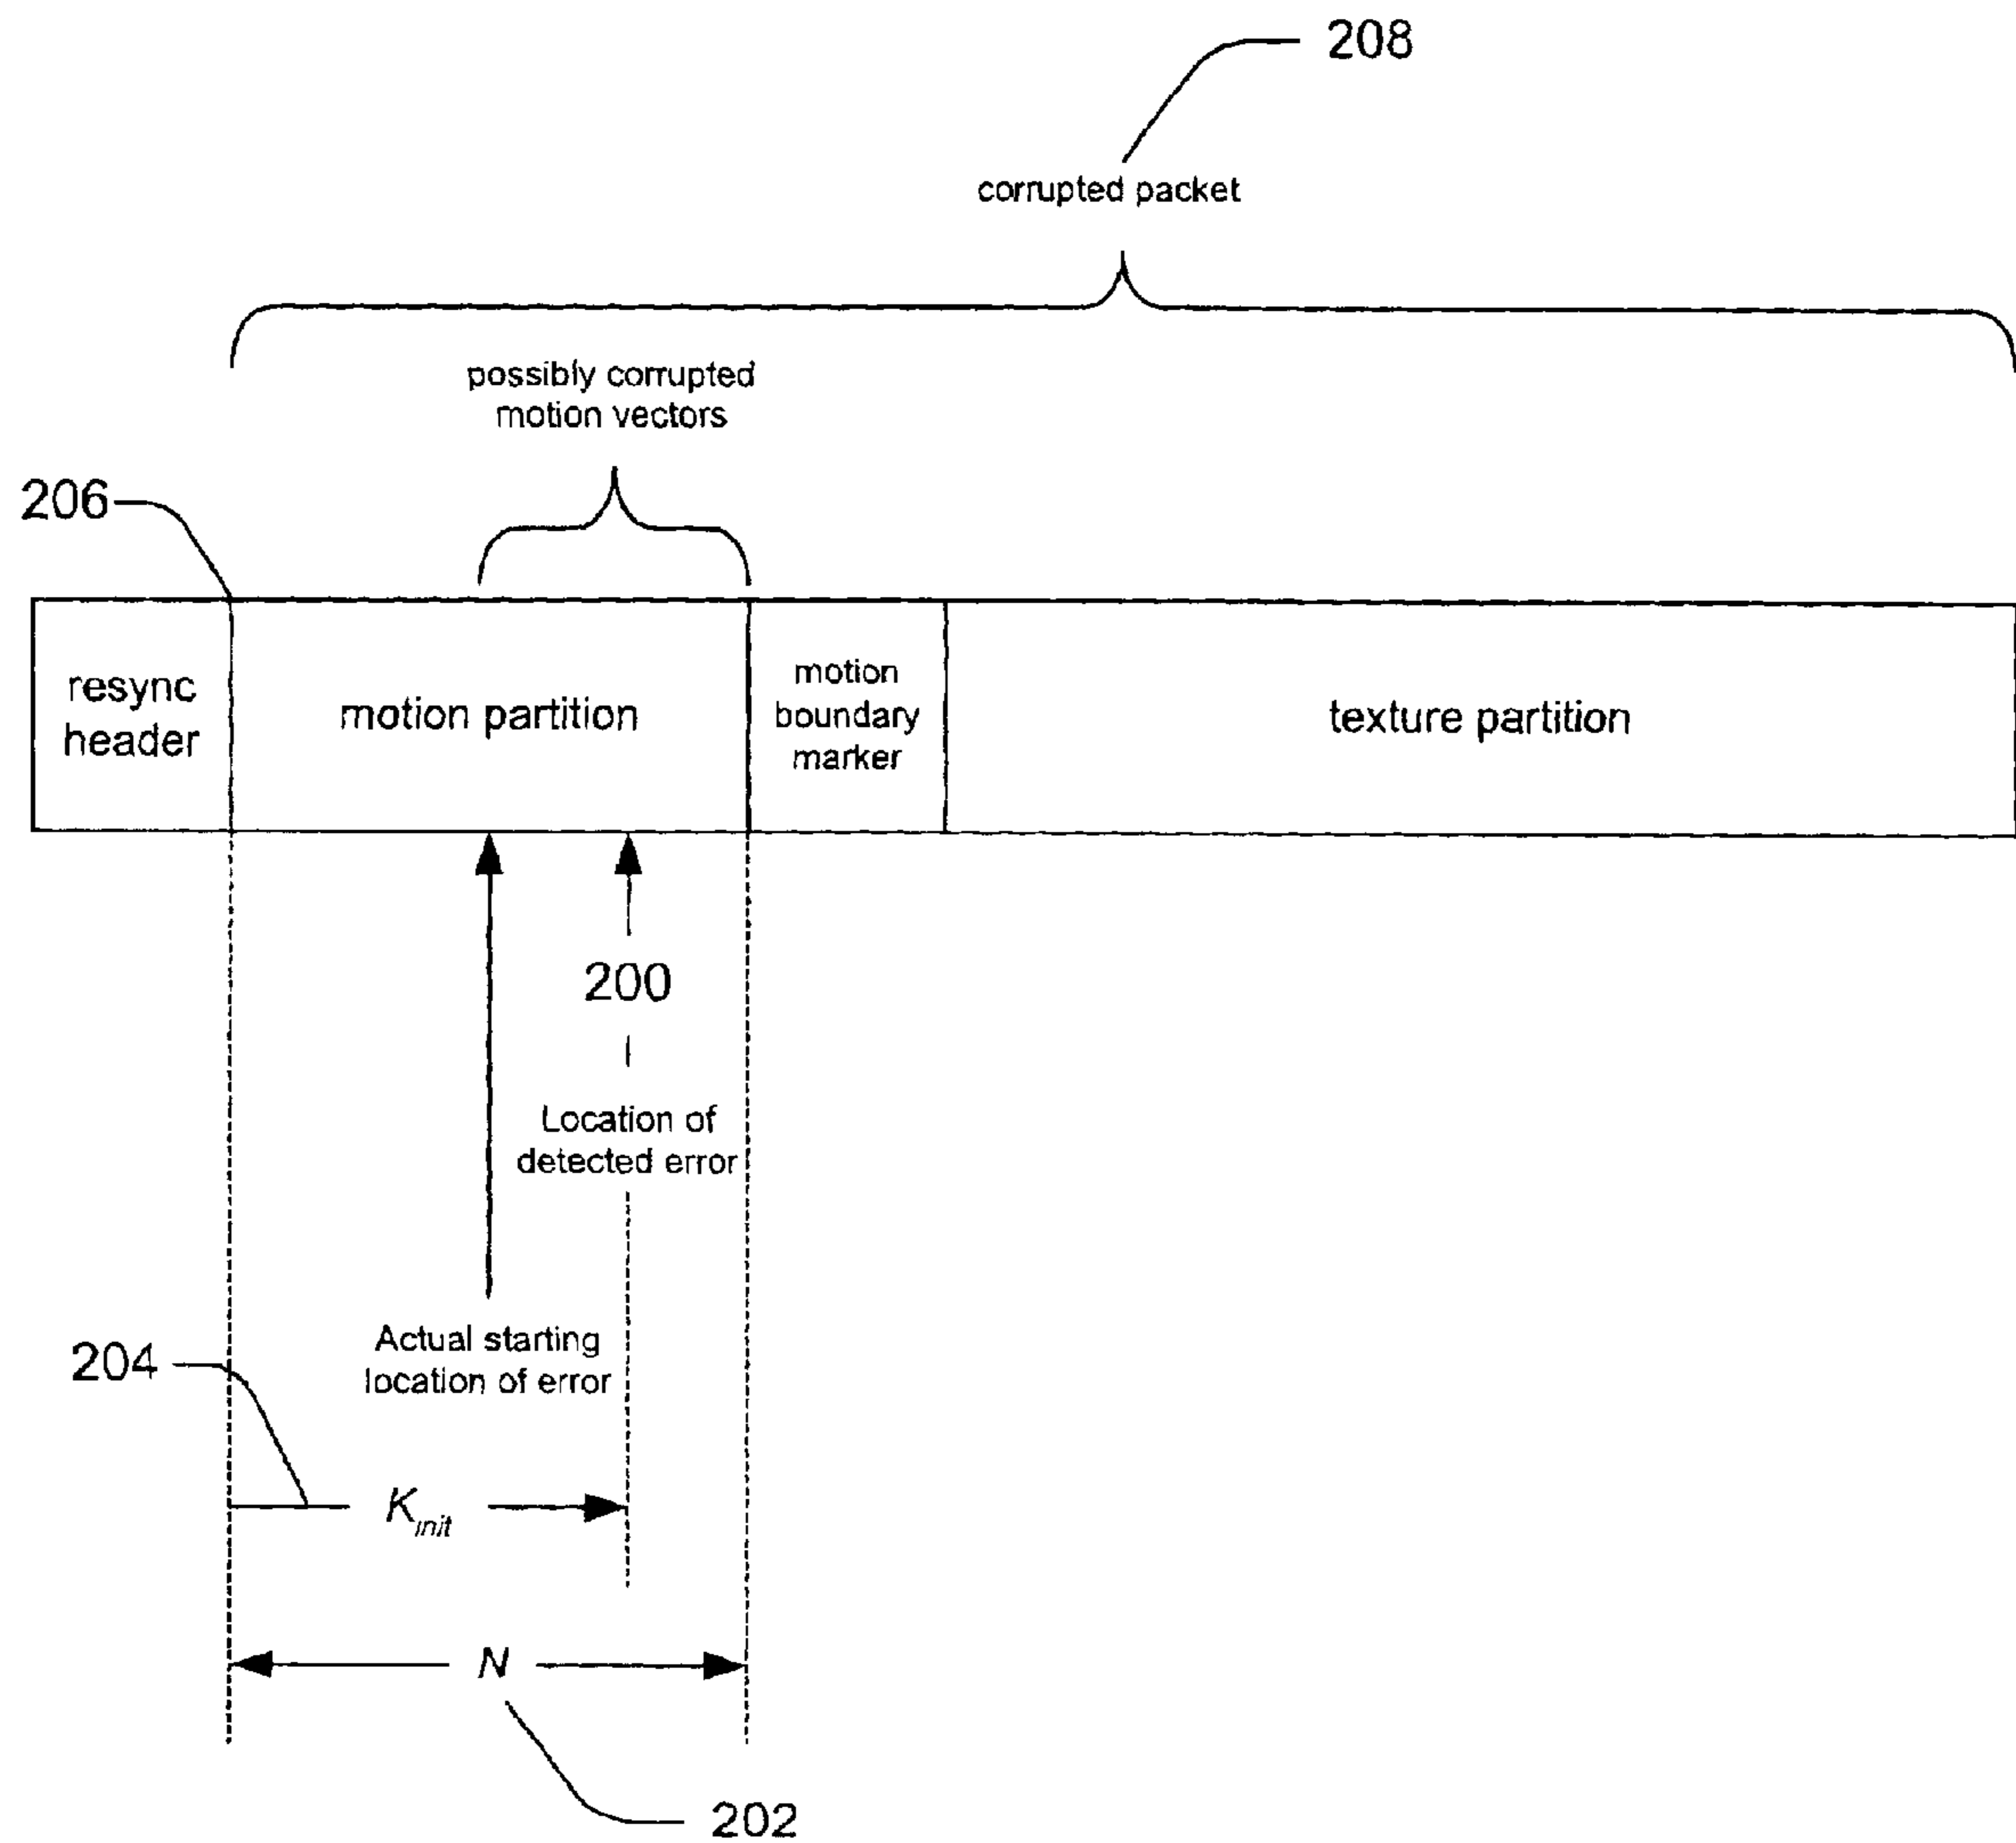 208
corrupted packet
possibly corrupted
motion vectors
206
resync
header
motion partition
motion
boundary
marker
texture partition
200
Location of
detected error
Actual starting
location of error
204
Kinit
N
202